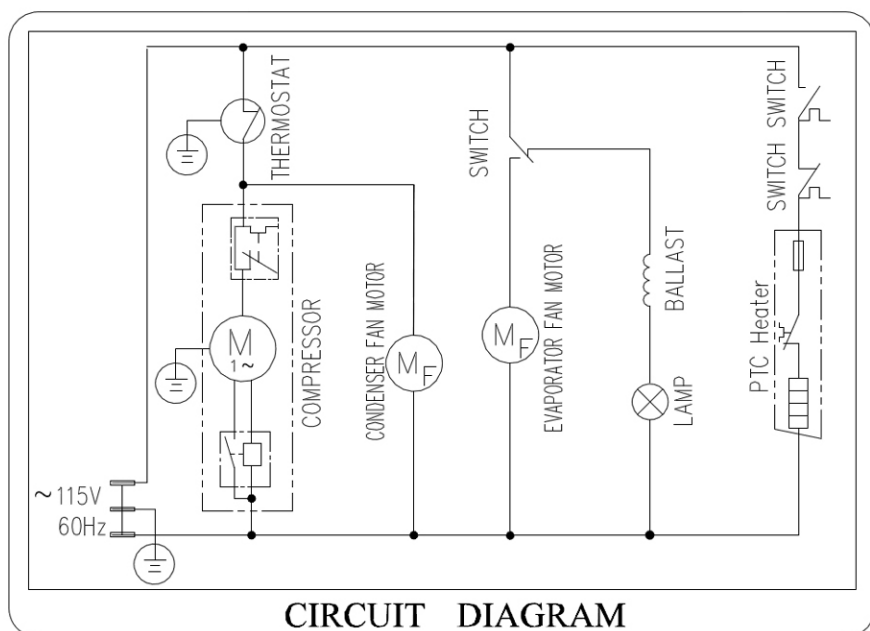 THERMOSTAT
SWITCH
SWITCH
SWITCH
COMPRESSOR
M
1~
CONDENSER FAN MOTOR
MF
EVAPORATOR FAN MOTOR
MF
BALLAST
LAMP
PTC Heater
~ 115V
60Hz
CIRCUIT DIAGRAM